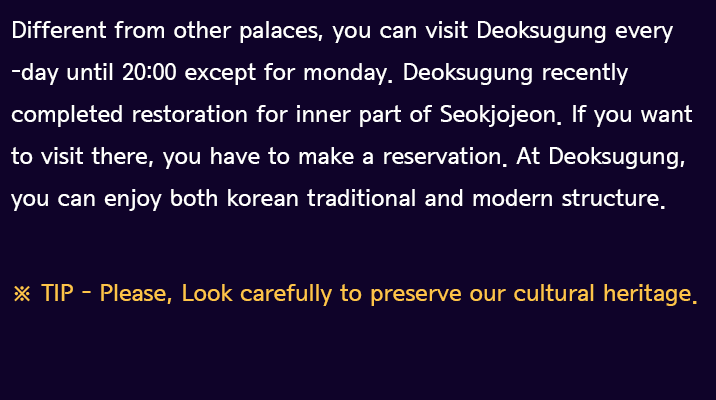 Different from other palaces, you can visit Deoksugung every
-day until 20:00 except for monday. Deoksugung recently
completed restoration for inner part of Seokjojeon. If you want
to visit there, you have to make a reservation. At Deoksugung,
you can enjoy both korean traditional and modern structure.
※ TIP - Please, Look carefully to preserve our cultural heritage.